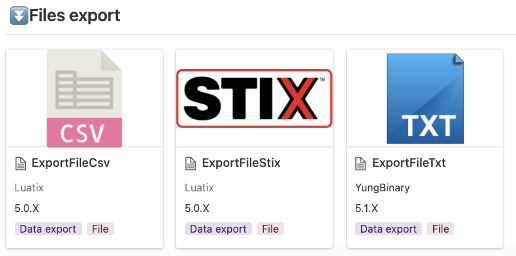 Files export
CSV
STIX™
TXT
ExportFileCsv
Luatix
5.0.X
Data export File
ExportFileStix
Luatix
5.0.X
Data export File
ExportFileTxt
YungBinary
5.1.X
Data export File